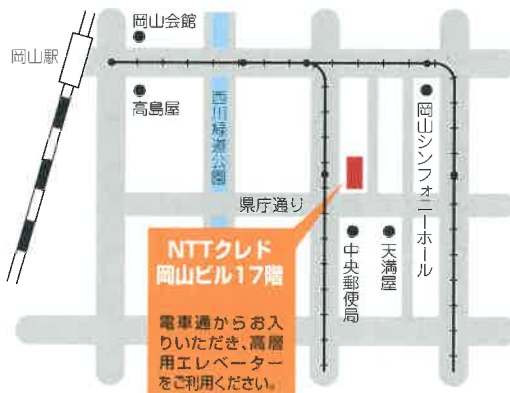 岡山会館
岡山駅
高島屋
西川緑道公園
岡山シンフォニーホール
県庁通り
NTTクレド
岡山ビル17階
中央郵便局
天満屋
電車通からお入
りいただき、高層
用エレベーター
をご利用ください。